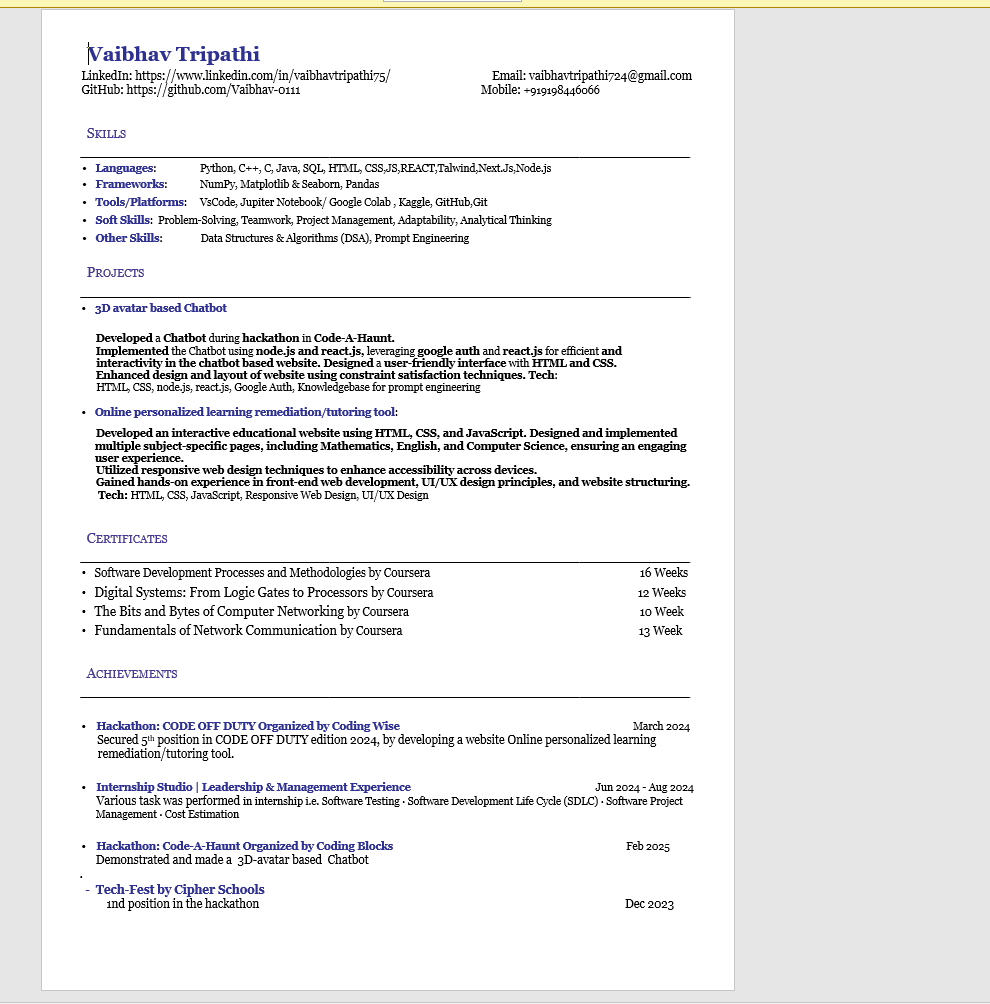 Vaibhav Tripathi
LinkedIn: https://www.linkedin.com/in/vaibhavtripathi75/ Email: vaibhavtripathi724@gmail.com
GitHub: https://github.com/Vaibhav-0111 Mobile: +919198446066
SKILLS
• Languages: Python, C++, C, Java, SQL, HTML, CSS,JS,REACT,Talwind,Next.Js,Node.js
• Frameworks: NumPy, Matplotlib & Seaborn, Pandas
• Tools/Platforms: VsCode, Jupiter Notebook/ Google Colab , Kaggle, GitHub,Git
• Soft Skills: Problem-Solving, Teamwork, Project Management, Adaptability, Analytical Thinking
• Other Skills: Data Structures & Algorithms (DSA), Prompt Engineering
PROJECTS
• 3D avatar based Chatbot
Developed a Chatbot during hackathon in Code-A-Haunt.
Implemented the Chatbot using node.js and react.js, leveraging google auth and react.js for efficient and
interactivity in the chatbot based website. Designed a user-friendly interface with HTML and CSS.
Enhanced design and layout of website using constraint satisfaction techniques. Tech:
HTML, CSS, node.js, react.js, Google Auth, Knowledgebase for prompt engineering
• Online personalized learning remediation/tutoring tool:
Developed an interactive educational website using HTML, CSS, and JavaScript. Designed and implemented
multiple subject-specific pages, including Mathematics, English, and Computer Science, ensuring an engaging
user experience.
Utilized responsive web design techniques to enhance accessibility across devices.
Gained hands-on experience in front-end web development, UI/UX design principles, and website structuring.
Tech: HTML, CSS, JavaScript, Responsive Web Design, UI/UX Design
CERTIFICATES
• Software Development Processes and Methodologies by Coursera 16 Weeks
• Digital Systems: From Logic Gates to Processors by Coursera 12 Weeks
• The Bits and Bytes of Computer Networking by Coursera 10 Week
• Fundamentals of Network Communication by Coursera 13 Week
ACHIEVEMENTS
• Hackathon: CODE OFF DUTY Organized by Coding Wise March 2024
Secured 5th position in CODE OFF DUTY edition 2024, by developing a website Online personalized learning
remediation/tutoring tool.
• Internship Studio | Leadership & Management Experience Jun 2024 - Aug 2024
Various task was performed in internship i.e. Software Testing · Software Development Life Cycle (SDLC) · Software Project
Management · Cost Estimation
• Hackathon: Code-A-Haunt Organized by Coding Blocks Feb 2025
Demonstrated and made a 3D-avatar based Chatbot
.
- Tech-Fest by Cipher Schools
1nd position in the hackathon Dec 2023